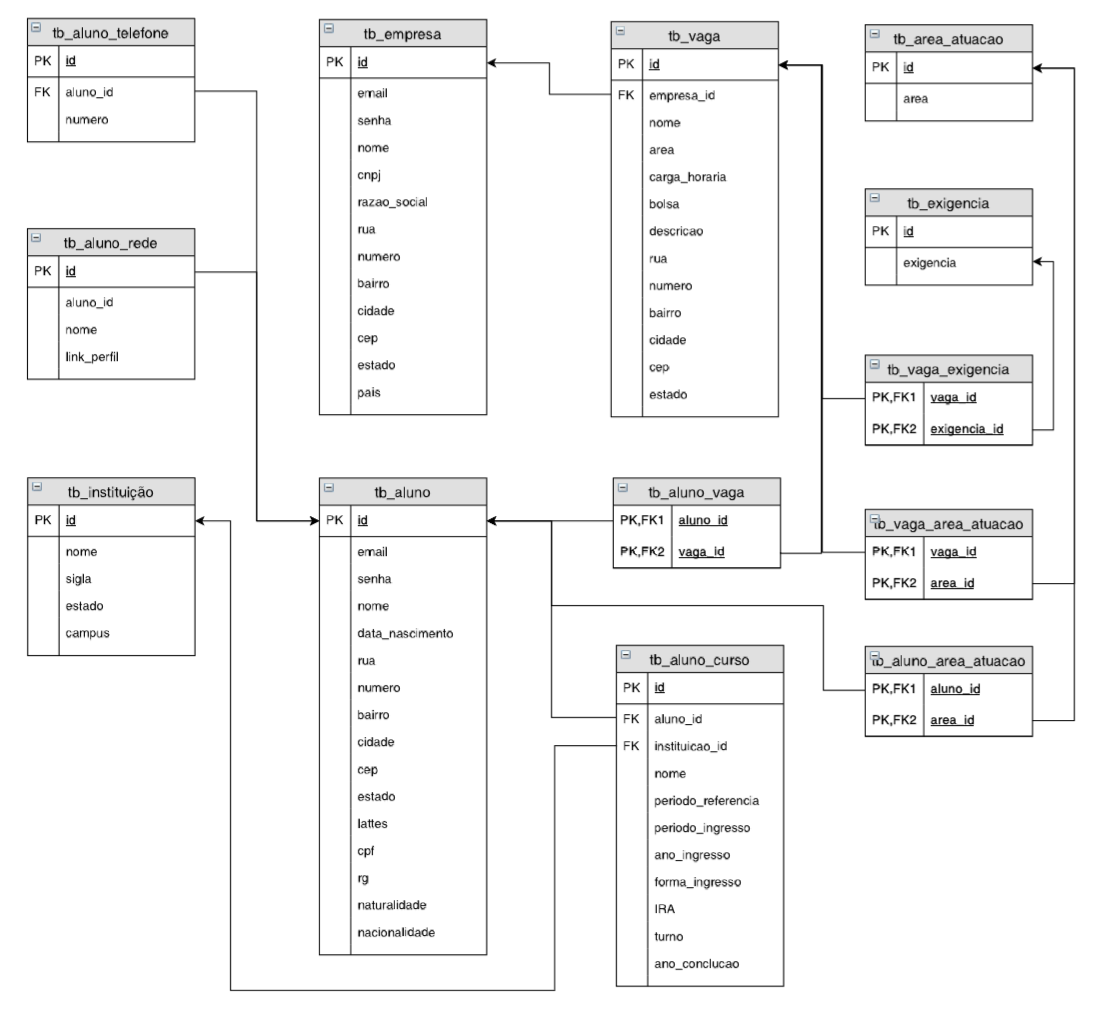 tb_aluno_telefone
PK id
FK aluno_id
numero
tb_empresa
PK id
email
senha
nome
cnpj
razao_social
rua
numero
bairro
cidade
cep
estado
pais
tb_vaga
PK id
FK empresa_id
nome
area
carga_horaria
bolsa
descricao
rua
numero
bairro
cidade
cep
estado
tb_area_atuacao
PK id
area
tb_aluno_rede
PK id
aluno_id
nome
link_perfil
tb_exigencia
PK id
exigencia
tb_vaga_exigencia
PK,FK1 vaga_id
PK,FK2 exigencia_id
tb_instituição
PK id
nome
sigla
estado
campus
tb_aluno
PK id
email
senha
nome
data_nascimento
rua
numero
bairro
cidade
cep
estado
lattes
cpf
rg
naturalidade
nacionalidade
tb_aluno_vaga
PK,FK1 aluno_id
PK,FK2 vaga_id
tb_vaga_area_atuacao
PK,FK1 vaga_id
PK,FK2 area_id
tb_aluno_curso
PK id
FK aluno_id
FK instituicao_id
nome
periodo_referencia
periodo_ingresso
ano_ingresso
forma_ingresso
IRA
turno
ano_conclucao
tb_aluno_area_atuacao
PK,FK1 aluno_id
PK,FK2 area_id